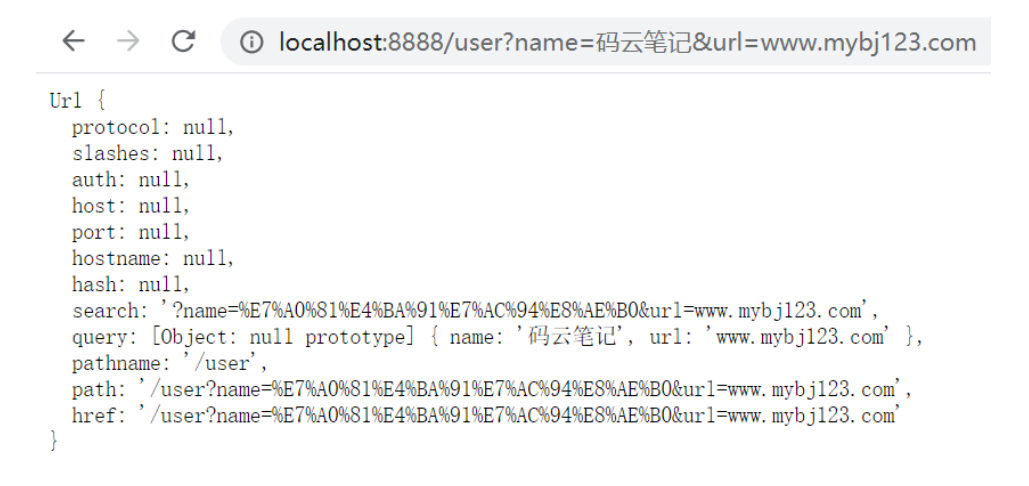 localhost:8888/user?name=码云笔记&url=www.mybj123.com
Url {
  protocol: null,
  slashes: null,
  auth: null,
  host: null,
  port: null,
  hostname: null,
  hash: null,
  search: '?name=%E7%A0%81%E4%BA%91%E7%AC%94%E8%AE%B0&url=www.mybj123.com',
  query: [Object: null prototype] { name: '码云笔记', url: 'www.mybj123.com' },
  pathname: '/user',
  path: '/user?name=%E7%A0%81%E4%BA%91%E7%AC%94%E8%AE%B0&url=www.mybj123.com',
  href: '/user?name=%E7%A0%81%E4%BA%91%E7%AC%94%E8%AE%B0&url=www.mybj123.com'
}